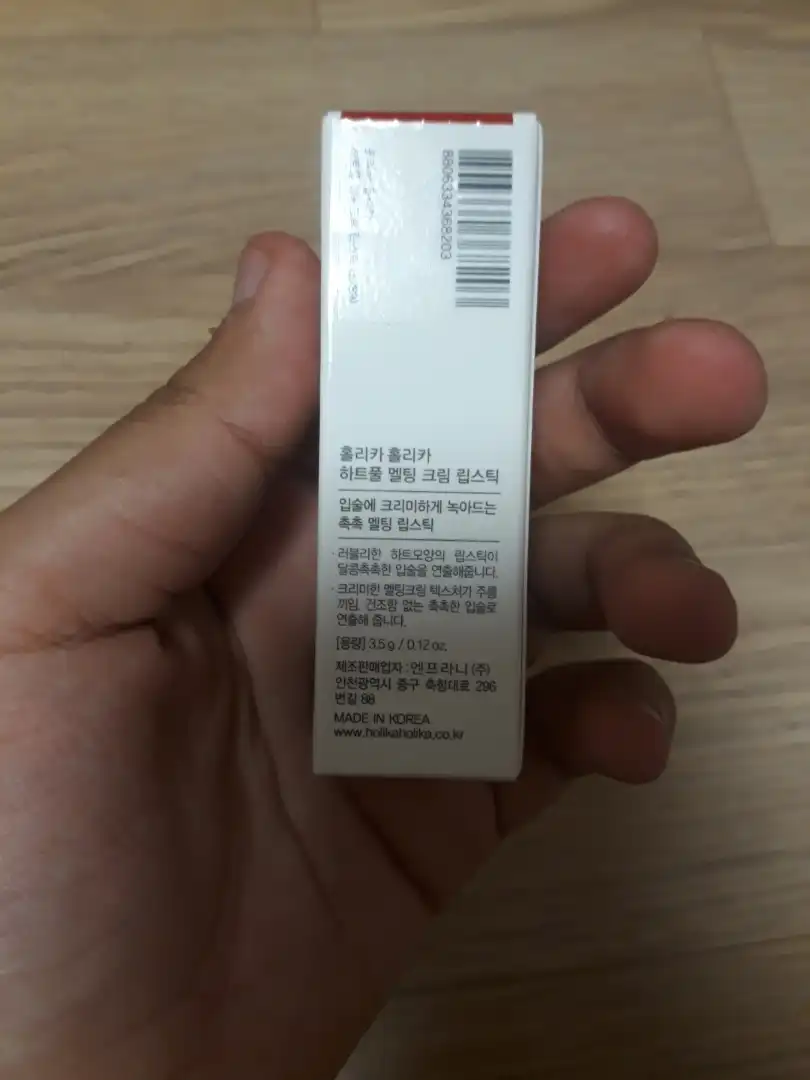 8806334368203
홀리카 홀리카
하트풀 멜팅 크림 립스틱
입술에 크리미하게 녹아드는
촉촉 멜팅 립스틱
· 러블리한 하트모양의 립스틱이
달콤촉촉한 입술을 연출해줍니다.
· 크리미한 멜팅크림 텍스처가 주름
끼임, 건조함 없는 촉촉한 입술로
연출해 줍니다.
[용량] 3.5 g / 0.12 oz.
제조판매업자 : 엔프라니 (주)
인천광역시 중구 축항대로 296
번길 88
MADE IN KOREA
www.holikaholika.co.kr